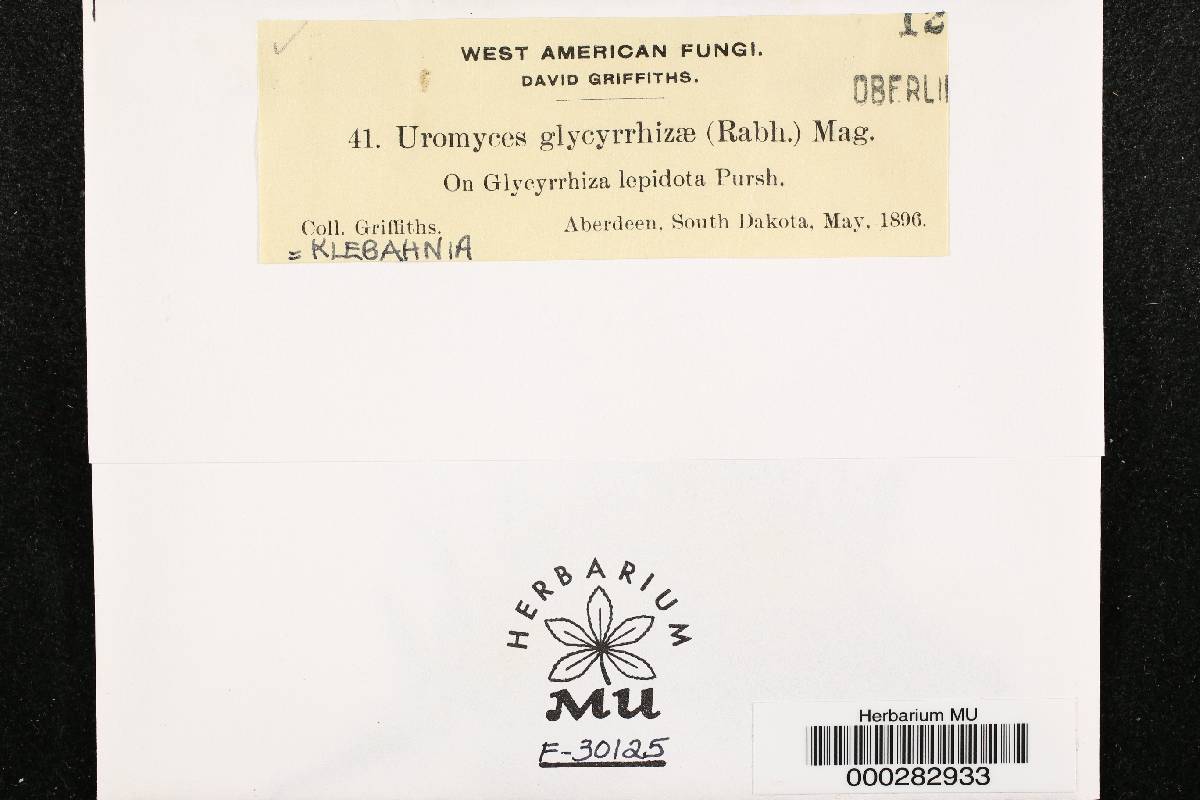 WEST AMERICAN FUNGI.
DAVID GRIFFITHS.
OBERLI
41. Uromyces glycyrrhizæ (Rabh.) Mag.
On Glycyrrhiza lepidota Pursh.
Coll. Griffiths. Aberdeen, South Dakota, May, 1896.
= KLEBAHNIA
HERBARIUM
MU
F-30125
Herbarium MU
000282933